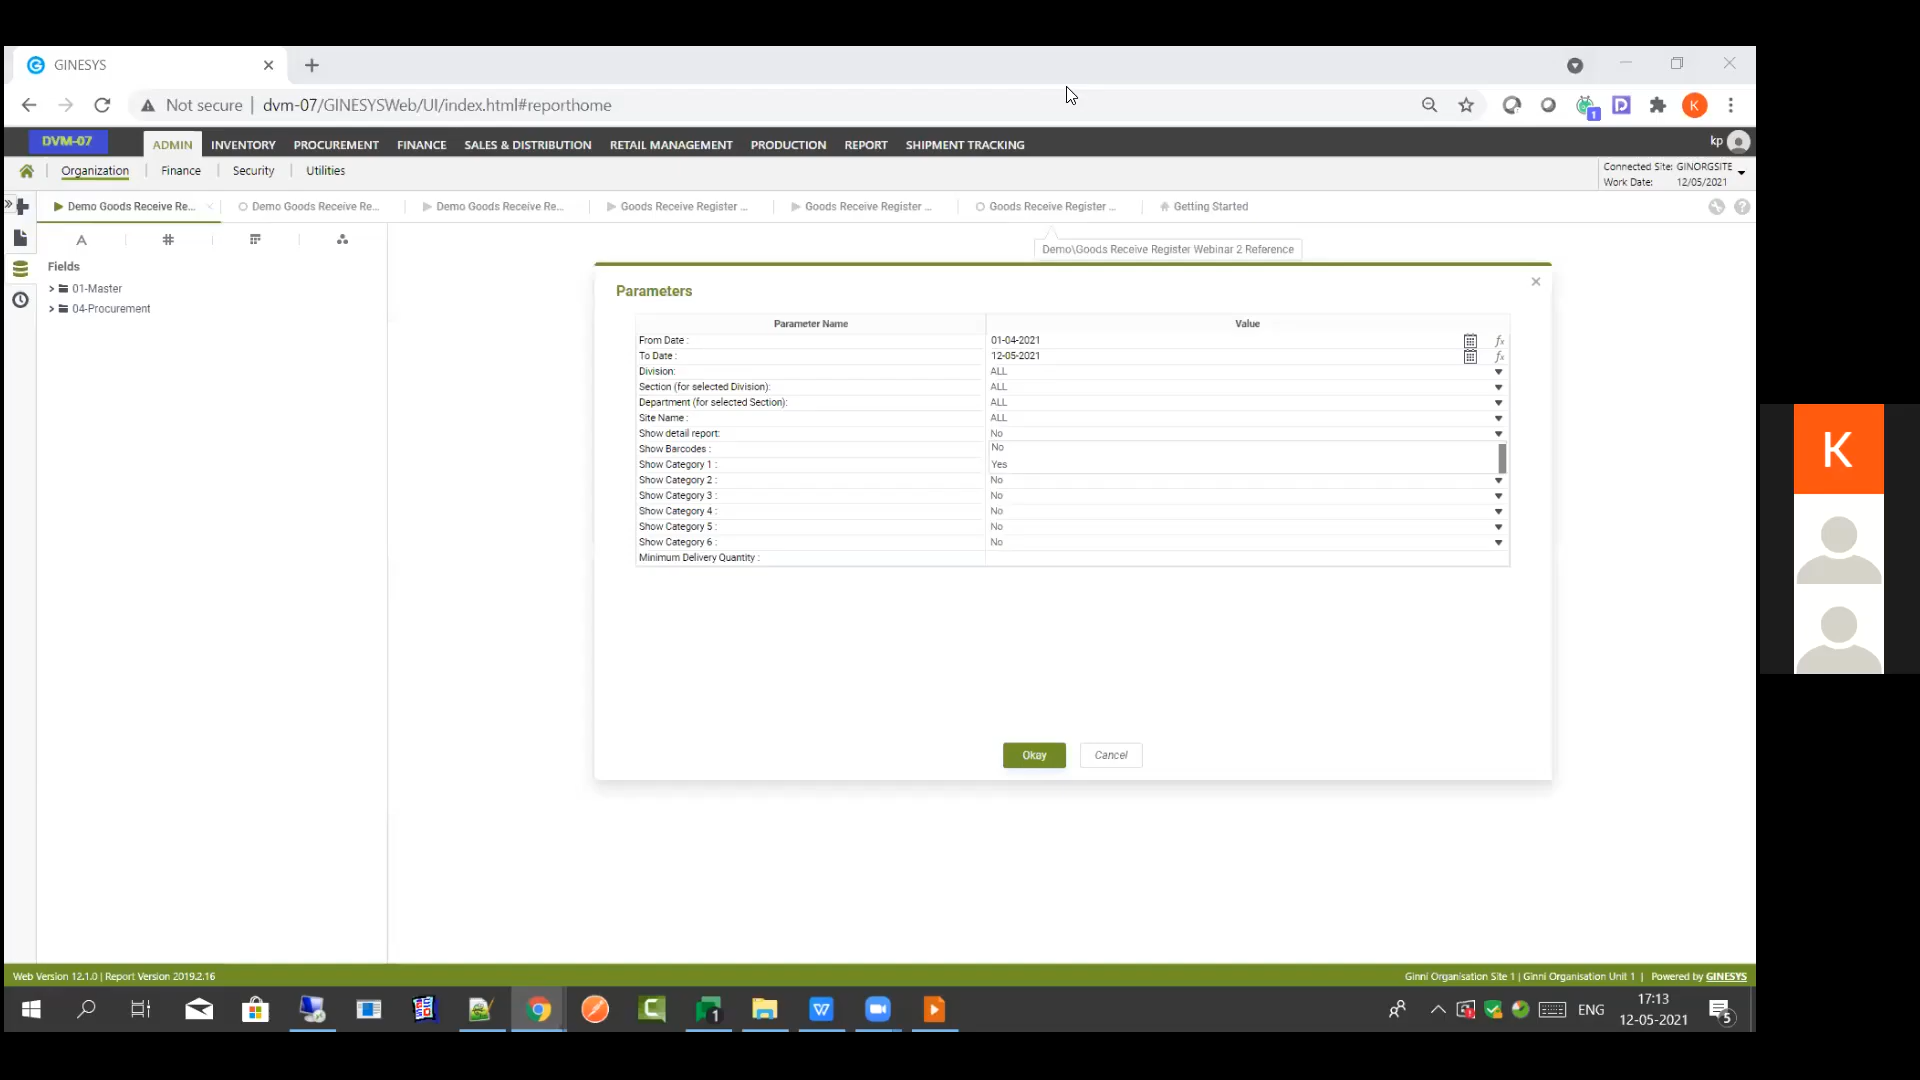 GINESYS
Not secure | dvm-07/GINESYSWeb/UI/index.html#reporthome
K
1
DVM-07
ADMIN INVENTORY PROCUREMENT FINANCE SALES & DISTRIBUTION RETAIL MANAGEMENT PRODUCTION REPORT SHIPMENT TRACKING
kp
Organization Finance Security Utilities
Connected Site: GINORGSITE
Work Date: 12/05/2021
Demo Goods Receive Re... Demo Goods Receive Re... Demo Goods Receive Re... Goods Receive Register ... Goods Receive Register ... Goods Receive Register ... Getting Started
A #
Demo\Goods Receive Register Webinar 2 Reference
Fields
01-Master
04-Procurement
Parameters
Parameter Name Value
From Date : 01-04-2021 fx
To Date : 12-05-2021 fx
Division: ALL
Section (for selected Division): ALL
Department (for selected Section): ALL
Site Name : ALL
Show detail report: No
Show Barcodes : No
Show Category 1 : Yes
Show Category 2 : No
Show Category 3 : No
Show Category 4 : No
Show Category 5 : No
Show Category 6 : No
Minimum Delivery Quantity :
Okay Cancel
K
Web Version 12.1.0 | Report Version 2019.2.16
Ginni Organisation Site 1 | Ginni Organisation Unit 1 | Powered by GINESYS
1
ENG
17:13
12-05-2021
5